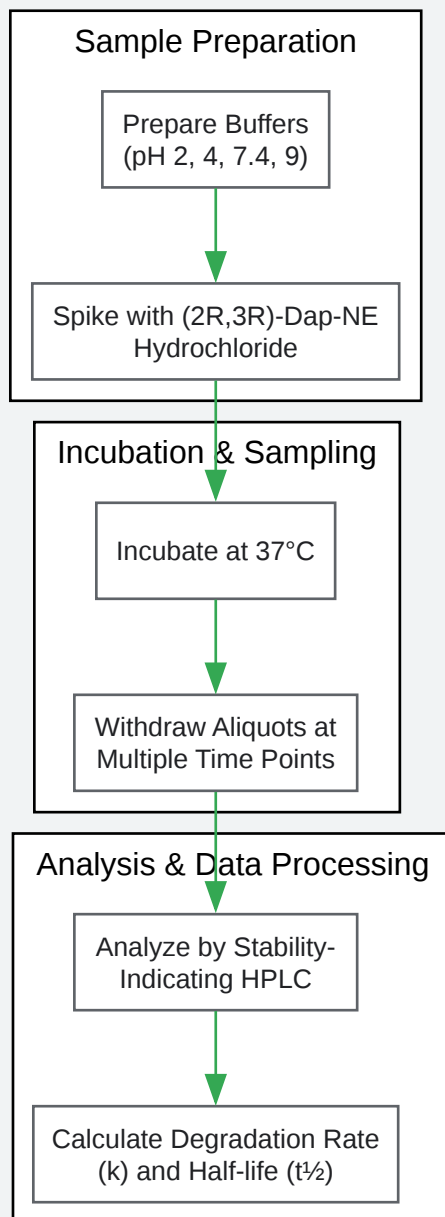 Sample Preparation
Prepare Buffers
(pH 2, 4, 7.4, 9)
Spike with (2R,3R)-Dap-NE
Hydrochloride
Incubation & Sampling
Incubate at 37°C
Withdraw Aliquots at
Multiple Time Points
Analysis & Data Processing
Analyze by Stability-
Indicating HPLC
Calculate Degradation Rate
(k) and Half-life (t½)